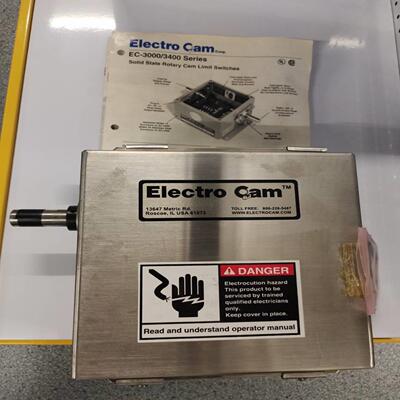 Electro Cam Corp.
EC-3000/3400 Series
Solid State Rotary Cam Limit Switches
Electro Cam™
13647 Metric Rd.
Roscoe, IL USA 61073
TOLL FREE: 800-228-5487
WWW.ELECTROCAM.COM
DANGER
Electrocution hazard
This product to be
serviced by trained
qualified electricians
only.
Keep cover in place.
Read and understand operator manual